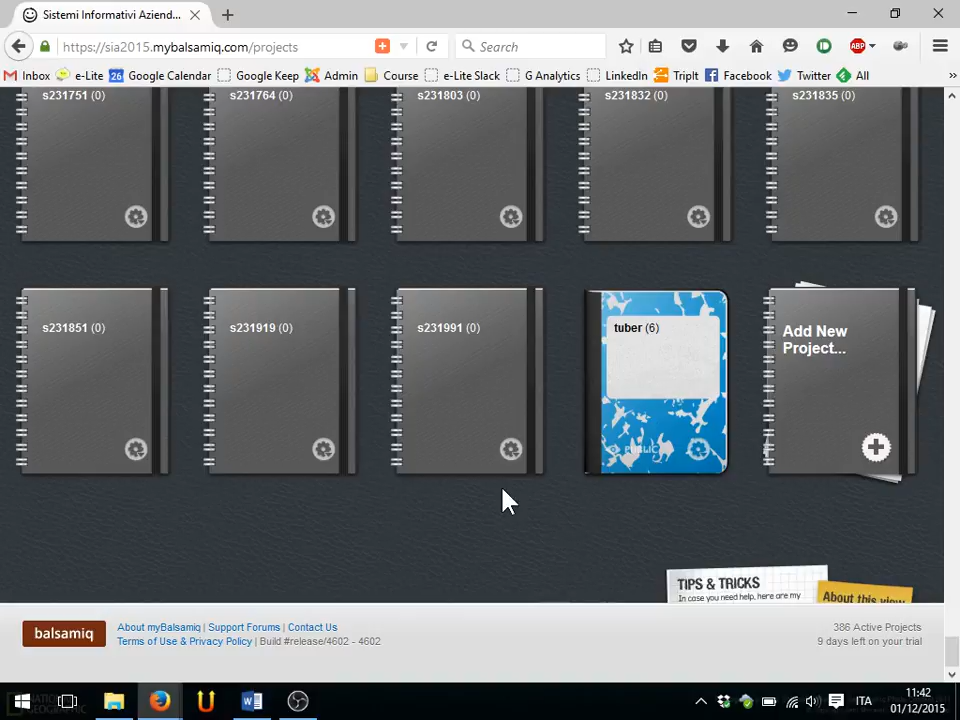 Sistemi Informativi Aziend...
https://sia2015.mybalsamiq.com/projects
Search
ABP
Inbox
e-Lite
26 Google Calendar
Google Keep
Admin
Course
e-Lite Slack
G Analytics
LinkedIn
TripIt
Facebook
Twitter
All
s231751 (0)
s231764 (0)
s231803 (0)
s231832 (0)
s231835 (0)
s231851 (0)
s231919 (0)
s231991 (0)
tuber (6)
PUBLIC
Add New
Project...
TIPS & TRICKS
In case you need help, here are my
About this view
balsamiq
About myBalsamiq | Support Forums | Contact Us
Terms of Use & Privacy Policy | Build #release/4602 - 4602
386 Active Projects
9 days left on your trial
ITA
11:42
01/12/2015